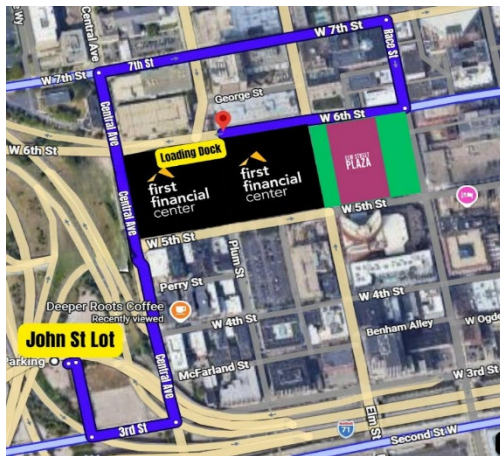 Central Ave
W 7th St
Race St
7th St
W 7th St
George St
W 6th St
Central Ave
W 6th St
Loading Dock
first
financial
center
first
financial
center
ELM STREET
PLAZA
Central Ave
W 5th St
W 5th St
Plum St
Perry St
W 4th St
Deeper Roots Coffee
Recently viewed
W 4th St
Benham Alley
W Ogde
John St Lot
Parking
McFarland St
W 3rd St
Central Ave
3rd St
Elm St
71
Second St W